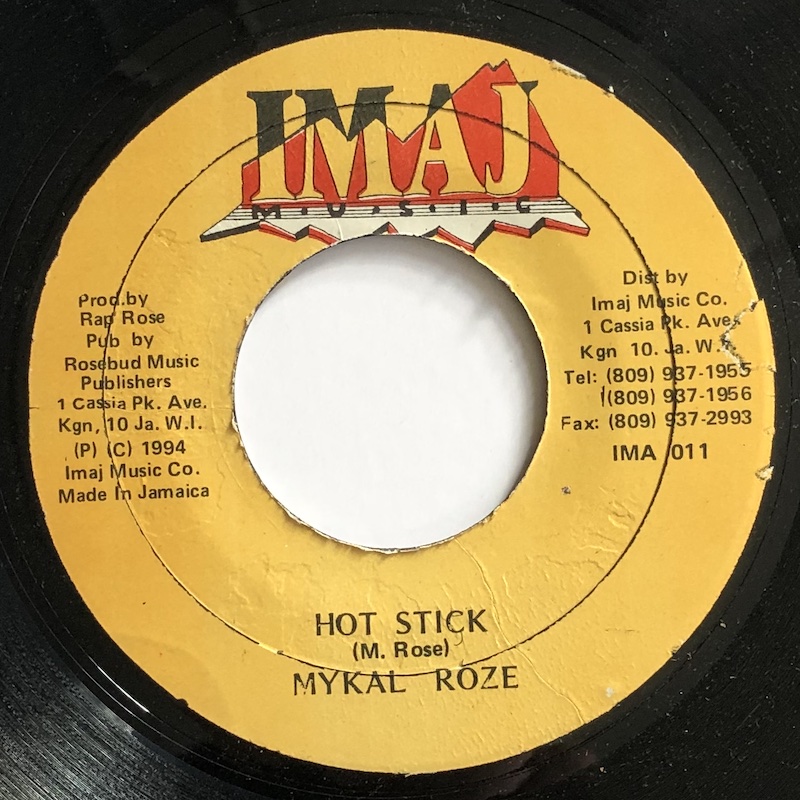 IMAJ
M.U.S.I.C
Prod.by
Rap Rose
Pub by
Rosebud Music
Publishers
1 Cassia Pk. Ave.
Kgn, 10 Ja. W.I.
(P) (C) 1994
Imaj Music Co.
Made In Jamaica
Dist by
Imaj Music Co.
1 Cassia Pk. Ave.
Kgn 10. Ja. W.I.
Tel: (809) 937-1955
(809) 937-1956
Fax: (809) 937-2993
IMA 011
HOT STICK
(M. Rose)
MYKAL ROZE